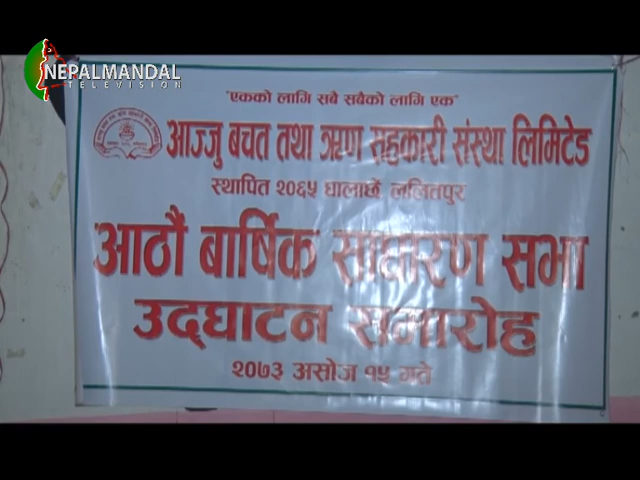 NEPALMANDAL
TELEVISION
"एकको लागि सबै सबैको लागि एक"
आज्जु बचत तथा ऋण सहकारी संस्था लिमिटेड
स्थापित २०६५ घालाछें ललितपुर
आठौं बार्षिक साधारण सभा
उद्घाटन समारोह
२०७३ असोज १५ गते